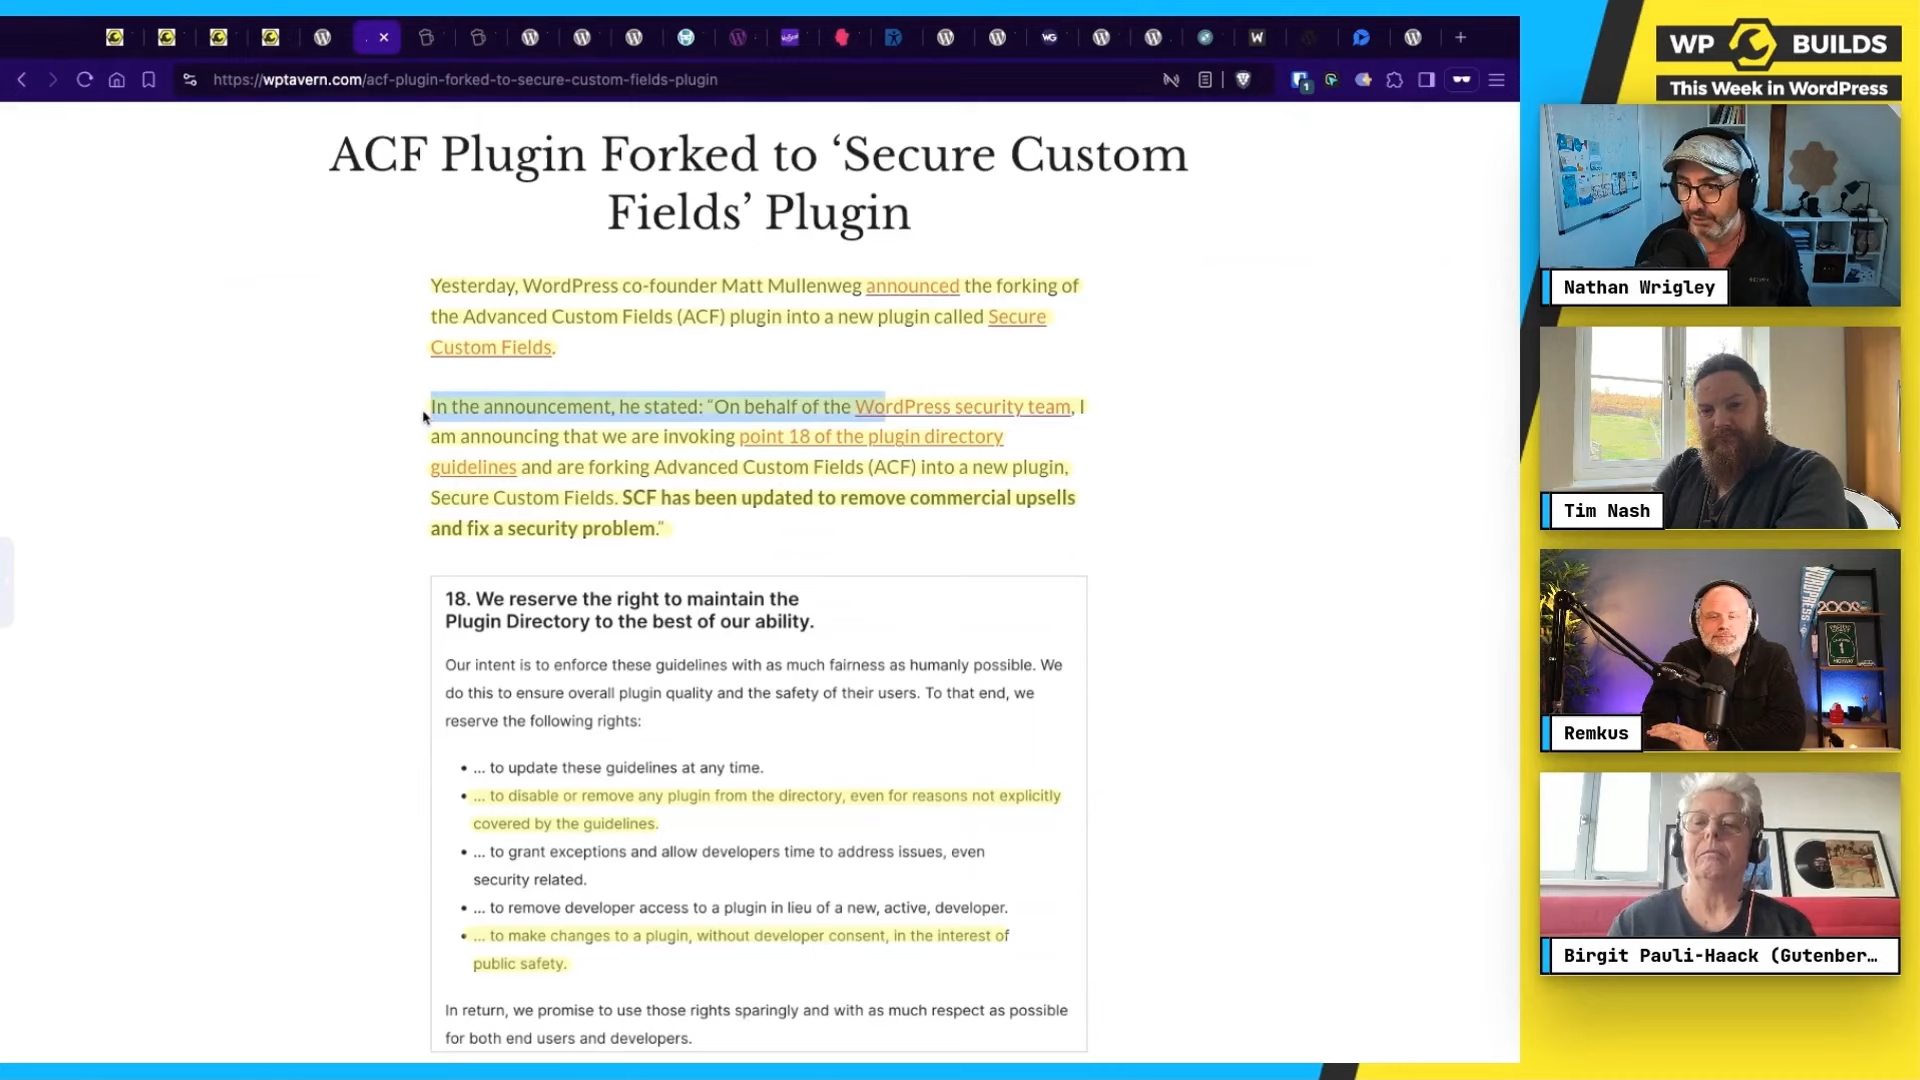 https://wptavern.com/acf-plugin-forked-to-secure-custom-fields-plugin
WP BUILDS
This Week in WordPress
ACF Plugin Forked to ‘Secure Custom
Fields’ Plugin
Yesterday, WordPress co-founder Matt Mullenweg announced the forking of
the Advanced Custom Fields (ACF) plugin into a new plugin called Secure
Custom Fields.
In the announcement, he stated: “On behalf of the WordPress security team, I
am announcing that we are invoking point 18 of the plugin directory
guidelines and are forking Advanced Custom Fields (ACF) into a new plugin,
Secure Custom Fields. SCF has been updated to remove commercial upsells
and fix a security problem.”
18. We reserve the right to maintain the
Plugin Directory to the best of our ability.
Our intent is to enforce these guidelines with as much fairness as humanly possible. We
do this to ensure overall plugin quality and the safety of their users. To that end, we
reserve the following rights:
• ... to update these guidelines at any time.
• ... to disable or remove any plugin from the directory, even for reasons not explicitly
covered by the guidelines.
• ... to grant exceptions and allow developers time to address issues, even
security related.
• ... to remove developer access to a plugin in lieu of a new, active, developer.
• ... to make changes to a plugin, without developer consent, in the interest of
public safety.
In return, we promise to use those rights sparingly and with as much respect as possible
for both end users and developers.
Nathan Wrigley
Tim Nash
2008
Remkus
Birgit Pauli-Haack (Gutenber…